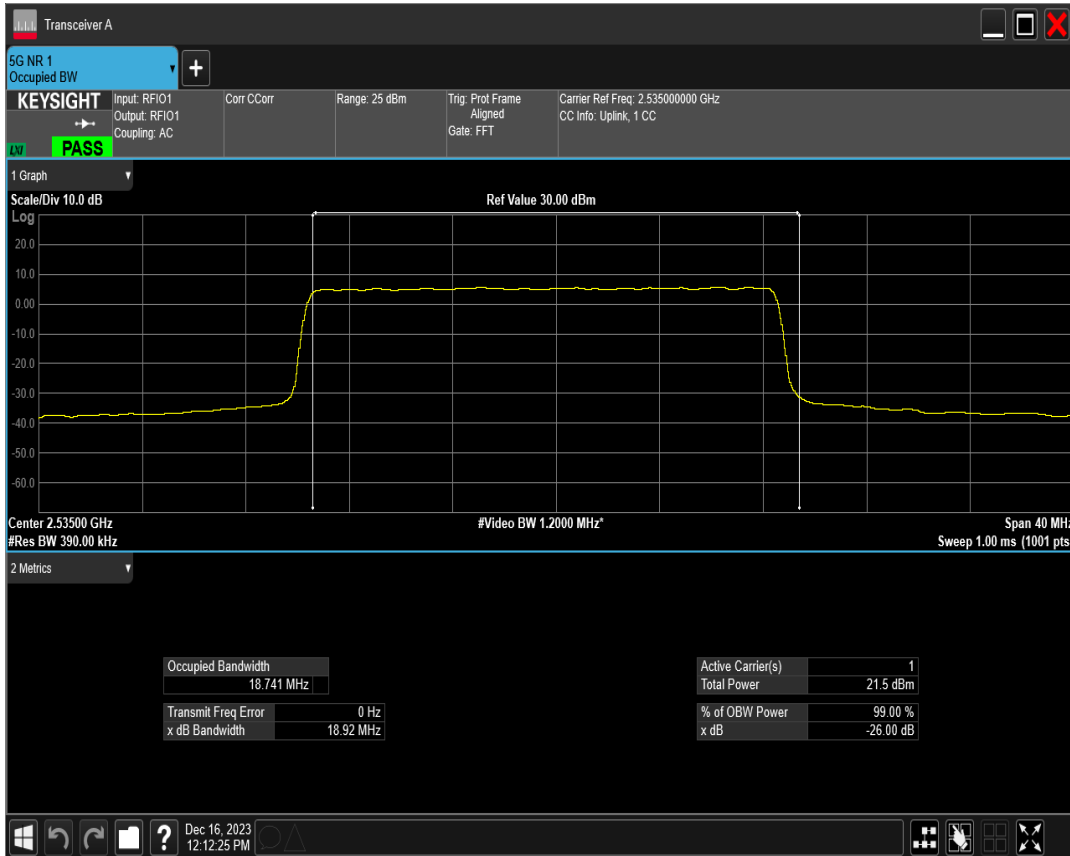 Transceiver A
5G NR 1
Occupied BW
KEYSIGHT
LXI
PASS
Input: RFIO1
Output: RFIO1
Coupling: AC
Corr CCorr
Range: 25 dBm
Trig: Prot Frame
Aligned
Gate: FFT
Carrier Ref Freq: 2.535000000 GHz
CC Info: Uplink, 1 CC
1 Graph
Scale/Div 10.0 dB
Ref Value 30.00 dBm
Log
20.0
10.0
0.00
-10.0
-20.0
-30.0
-40.0
-50.0
-60.0
Center 2.53500 GHz
#Video BW 1.2000 MHz*
Span 40 MHz
#Res BW 390.00 kHz
Sweep 1.00 ms (1001 pts
2 Metrics
Occupied Bandwidth
18.741 MHz
Transmit Freq Error 0 Hz
x dB Bandwidth 18.92 MHz
Active Carrier(s) 1
Total Power 21.5 dBm
% of OBW Power 99.00 %
x dB -26.00 dB
?
Dec 16, 2023
12:12:25 PM